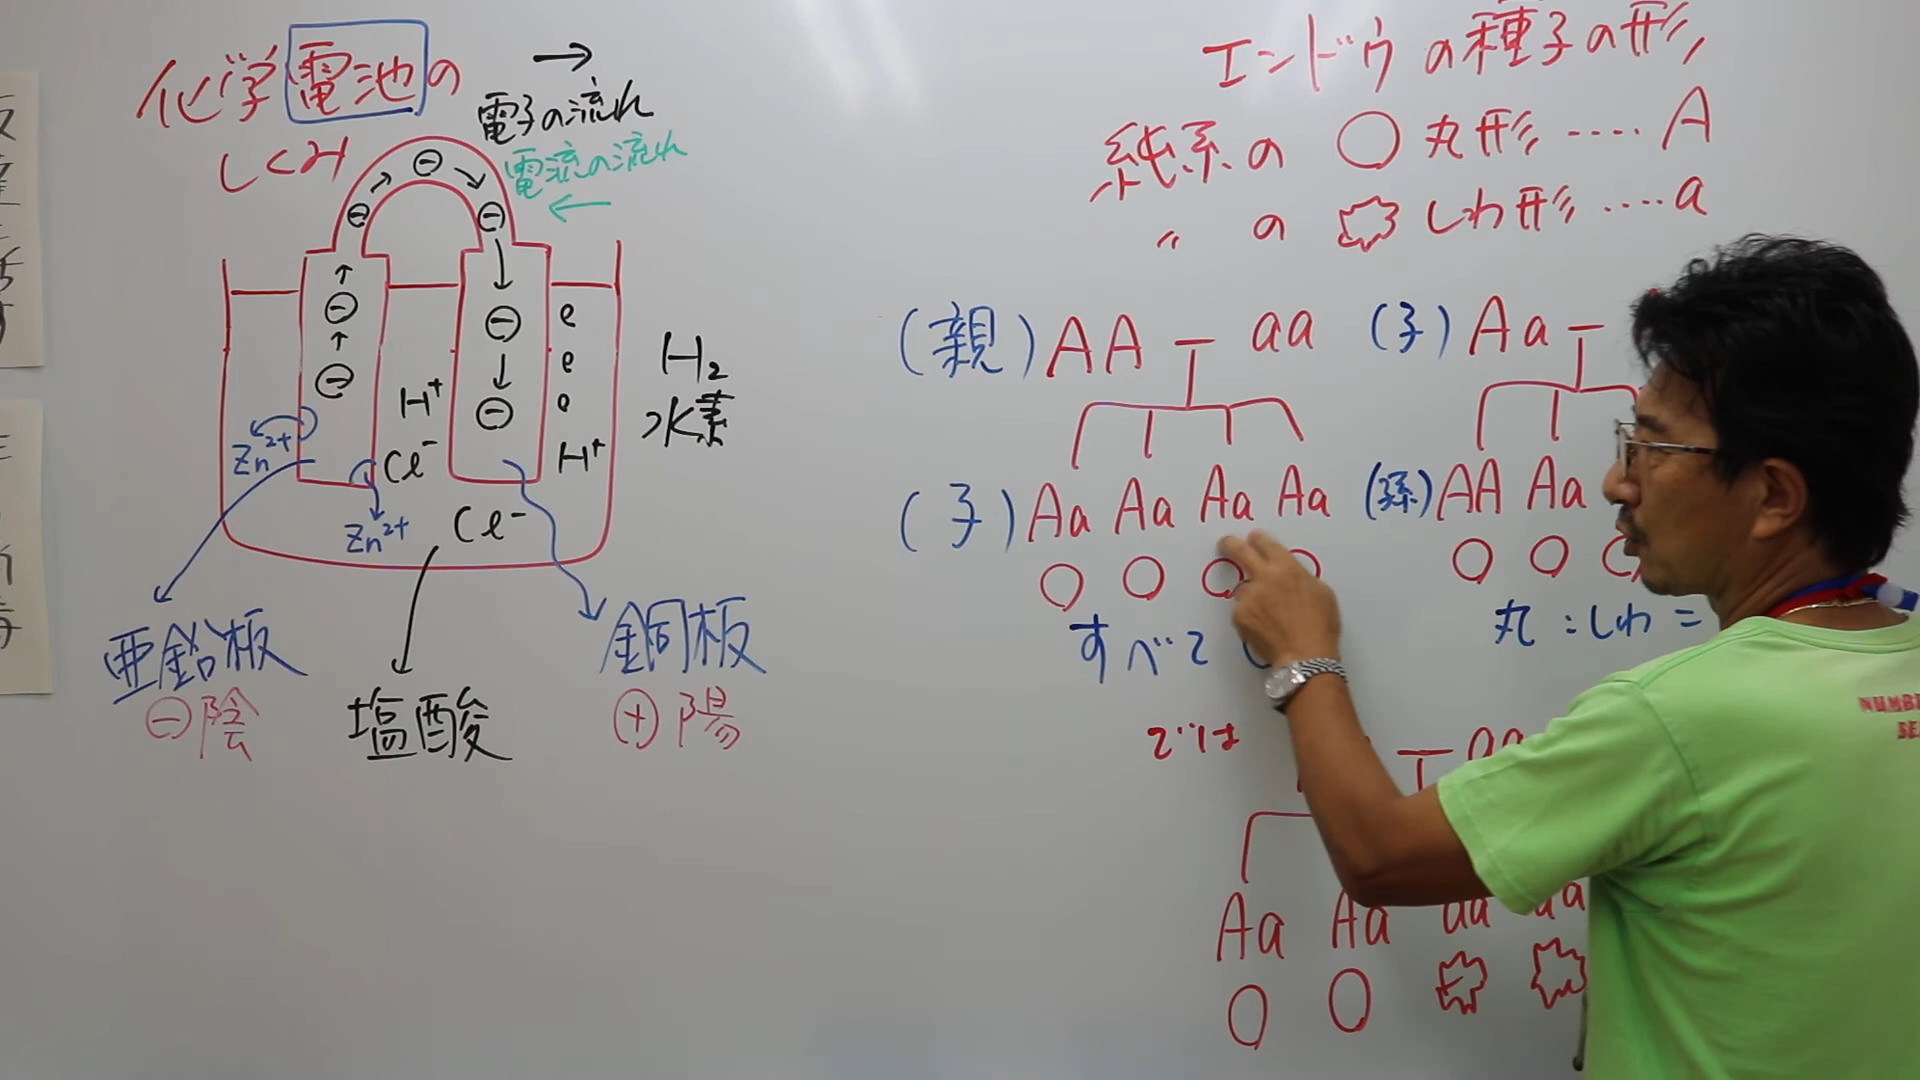 化学電池の
しくみ
→
電子の流れ
電流の流れ
←
⊖
⊖ ⊖
⊖ ⊖
⊖ ⊖
e
e
e
H⁺
H⁺
Cl⁻
Cl⁻
Zn²⁺
Zn²⁺
H₂
水素
亜鉛板
⊖陰
塩酸
銅板
⊕陽
エンドウの種子の形
純系の ○ 丸形 ‥‥ A
〃 の しわ形 ‥‥ a
(親) AA − aa
(子) Aa Aa Aa Aa
○ ○ ○ ○
すべて
(子) Aa −
(孫) AA Aa
○ ○ ○
丸:しわ=
では
aa
Aa Aa aa aa
○ ○
NUMB
SE